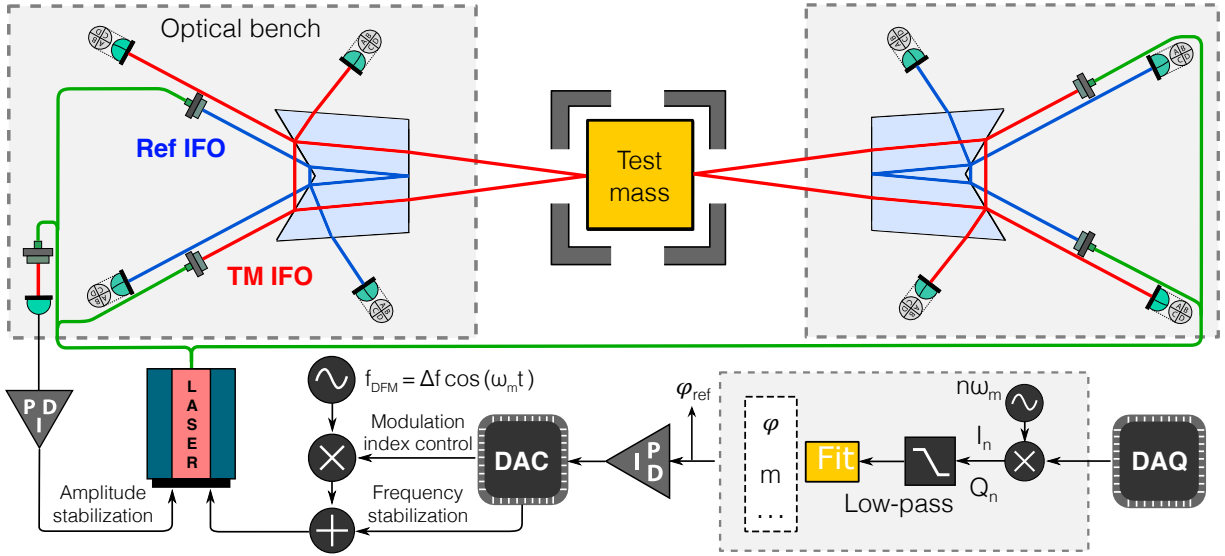 Optical bench
C D
A B
A B
C D
C D
A B
A B
C D
Ref IFO
Test
mass
TM IFO
A B
C D
A B
C D
A B
C D
A B
C D
P D
I
L
A
S
E
R
f_DFM = Δf cos (ω_m t)
Modulation
index control
Amplitude
stabilization
Frequency
stabilization
DAC
φ_ref
P
I
D
φ
m
...
Fit
Low-pass
nω_m
I_n
Q_n
DAQ